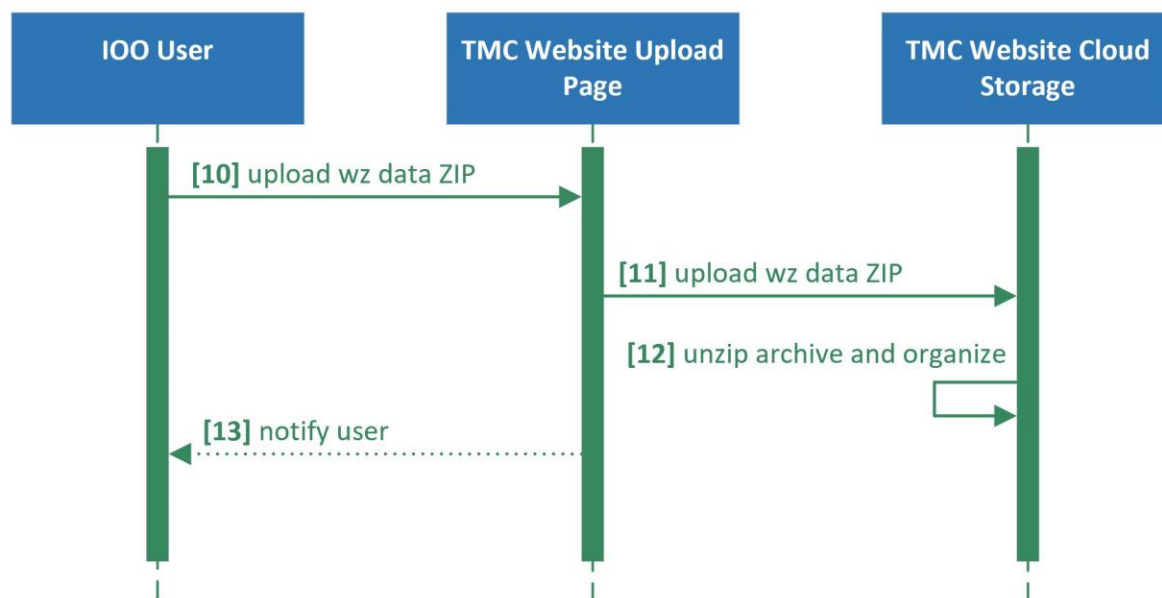 IOO User
TMC Website Upload
Page
TMC Website Cloud
Storage
[10] upload wz data ZIP
[11] upload wz data ZIP
[12] unzip archive and organize
[13] notify user